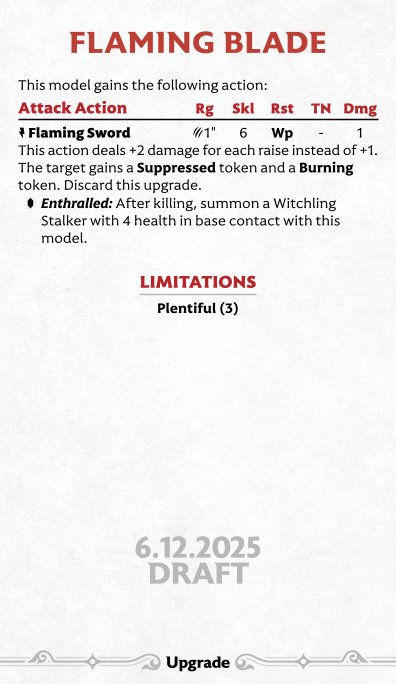 FLAMING BLADE
This model gains the following action:
Attack Action Rg Skl Rst TN Dmg
Flaming Sword 1" 6 Wp - 1
This action deals +2 damage for each raise instead of +1.
The target gains a Suppressed token and a Burning
token. Discard this upgrade.
Enthralled: After killing, summon a Witchling
Stalker with 4 health in base contact with this
model.
LIMITATIONS
Plentiful (3)
6.12.2025
DRAFT
Upgrade